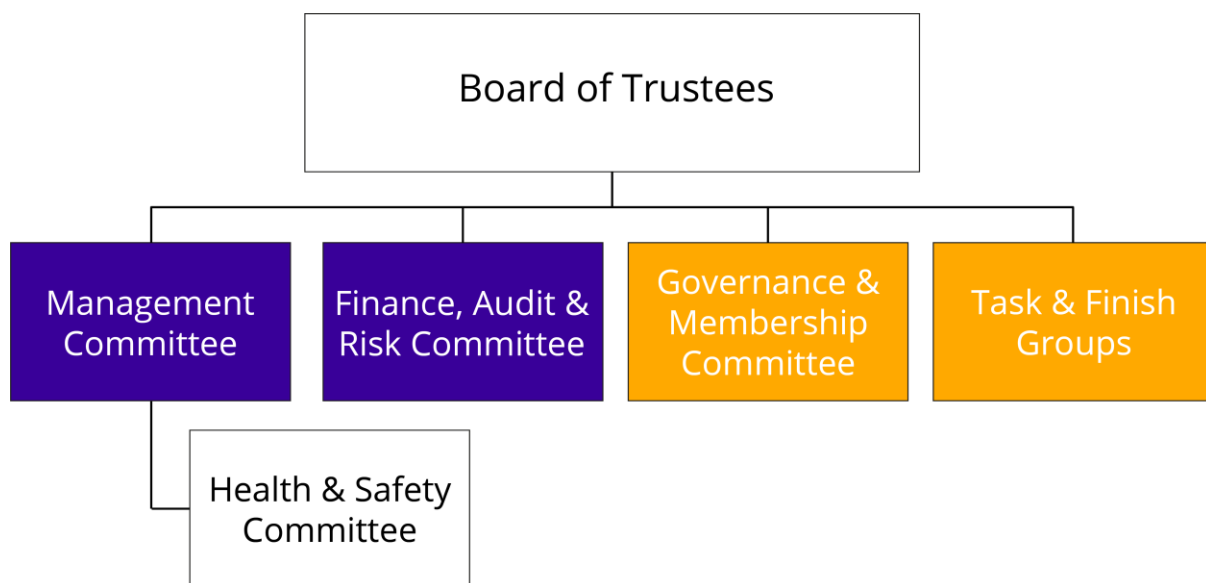 Board of Trustees
Management
Committee
Finance, Audit &
Risk Committee
Governance &
Membership
Committee
Task & Finish
Groups
Health & Safety
Committee